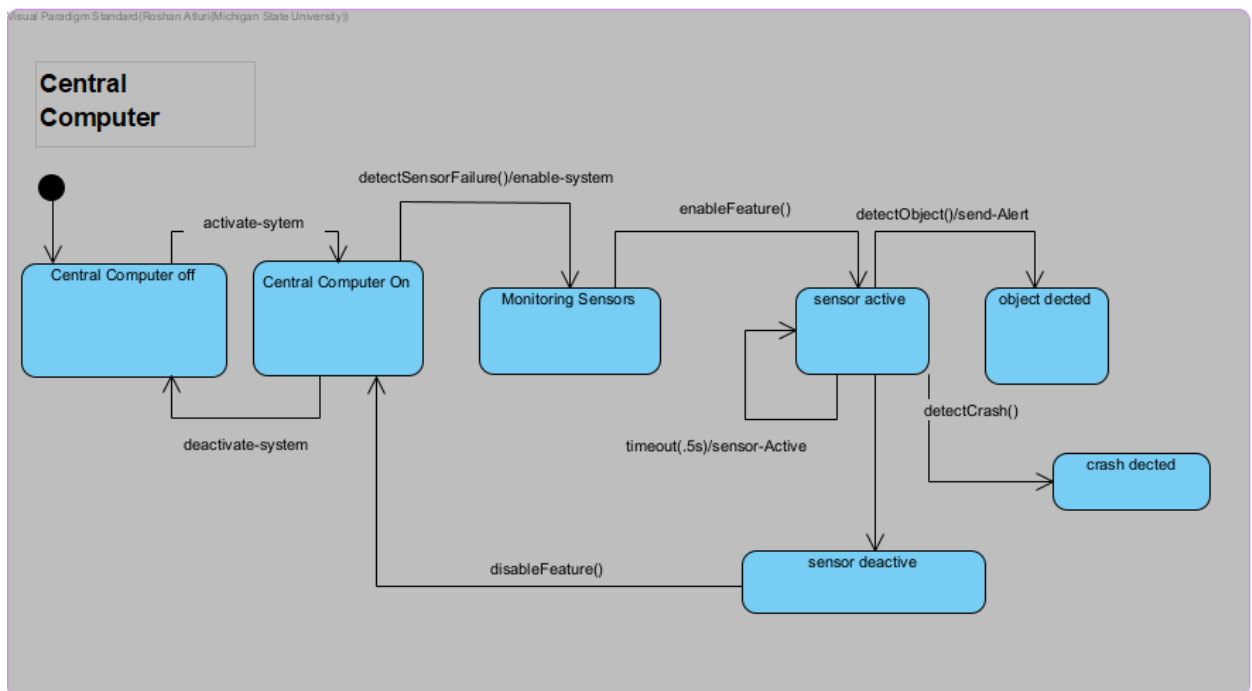 Visual Paradigm Standard(Roshan Atluri(Michigan State University))
Central
Computer
detectSensorFailure()/enable-system
enableFeature()
detectObject()/send-Alert
activate-sytem
Central Computer off
Central Computer On
Monitoring Sensors
sensor active
object dected
detectCrash()
deactivate-system
timeout(.5s)/sensor-Active
crash dected
disableFeature()
sensor deactive